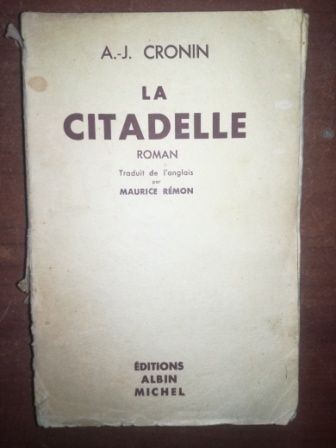 A.-J. CRONIN
LA
CITADELLE
ROMAN
Traduit de l'anglais
par
MAURICE RÉMON
ÉDITIONS
ALBIN
MICHEL